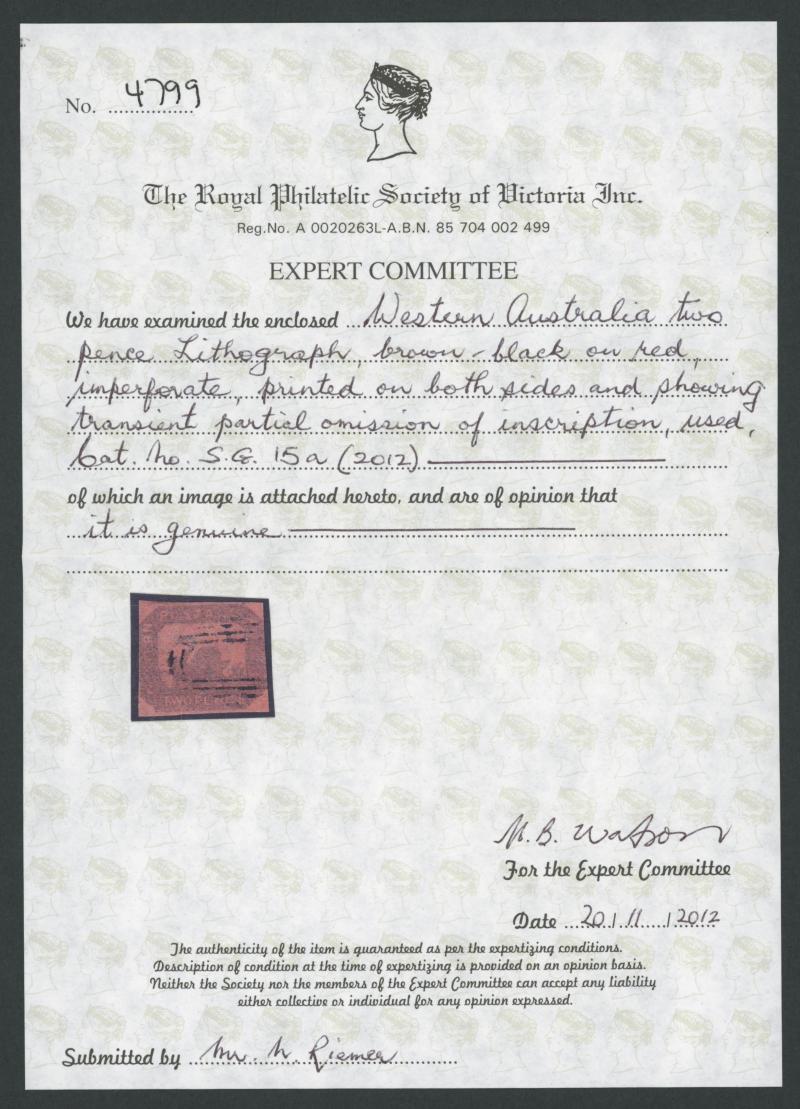 No. 4799
The Royal Philatelic Society of Victoria Inc.
Reg.No. A 0020263L-A.B.N. 85 704 002 499
EXPERT COMMITTEE
We have examined the enclosed Western Australia two
pence Lithograph, brown-black on red,
imperforate, printed on both sides and showing
transient partial omission of inscription, used,
Cat. No. S.G. 15a (2012)
of which an image is attached hereto, and are of opinion that
it is genuine
TWO PENCE
M. B. Watson
For the Expert Committee
Date 20/11/2012
The authenticity of the item is guaranteed as per the expertizing conditions.
Description of condition at the time of expertizing is provided on an opinion basis.
Neither the Society nor the members of the Expert Committee can accept any liability
either collective or individual for any opinion expressed.
Submitted by Mr. N. Riemer